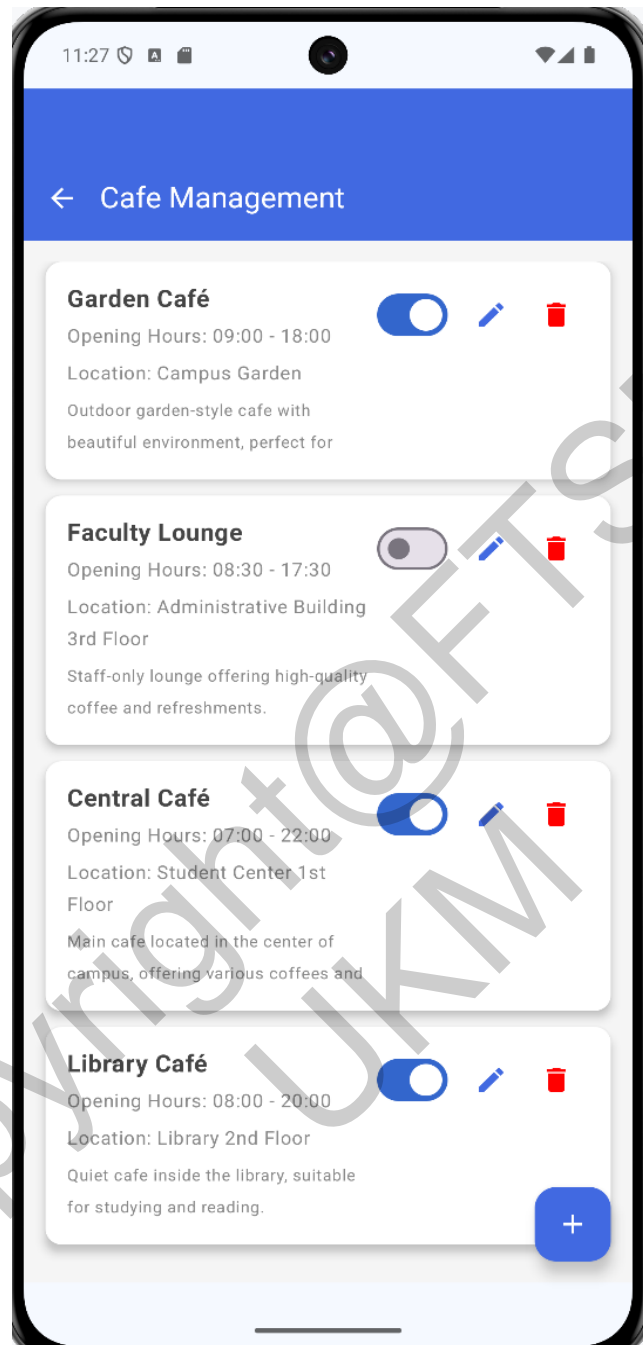 11:27
Cafe Management
Garden Café
Opening Hours: 09:00 - 18:00
Location: Campus Garden
Outdoor garden-style cafe with
beautiful environment, perfect for
Faculty Lounge
Opening Hours: 08:30 - 17:30
Location: Administrative Building
3rd Floor
Staff-only lounge offering high-quality
coffee and refreshments.
Central Café
Opening Hours: 07:00 - 22:00
Location: Student Center 1st
Floor
Main cafe located in the center of
campus, offering various coffees and
Library Café
Opening Hours: 08:00 - 20:00
Location: Library 2nd Floor
Quiet cafe inside the library, suitable
for studying and reading.
+
pyright@FTS
UKM